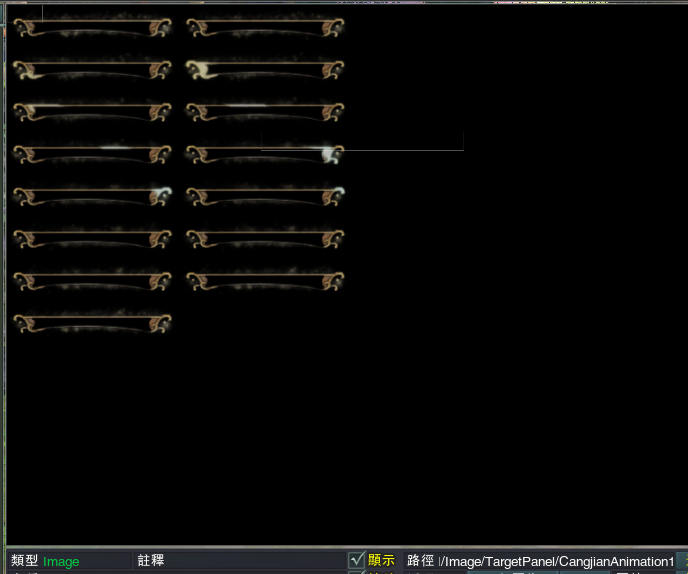 類型 Image 註釋 顯示 路徑 l/Image/TargetPanel/CangjianAnimation1